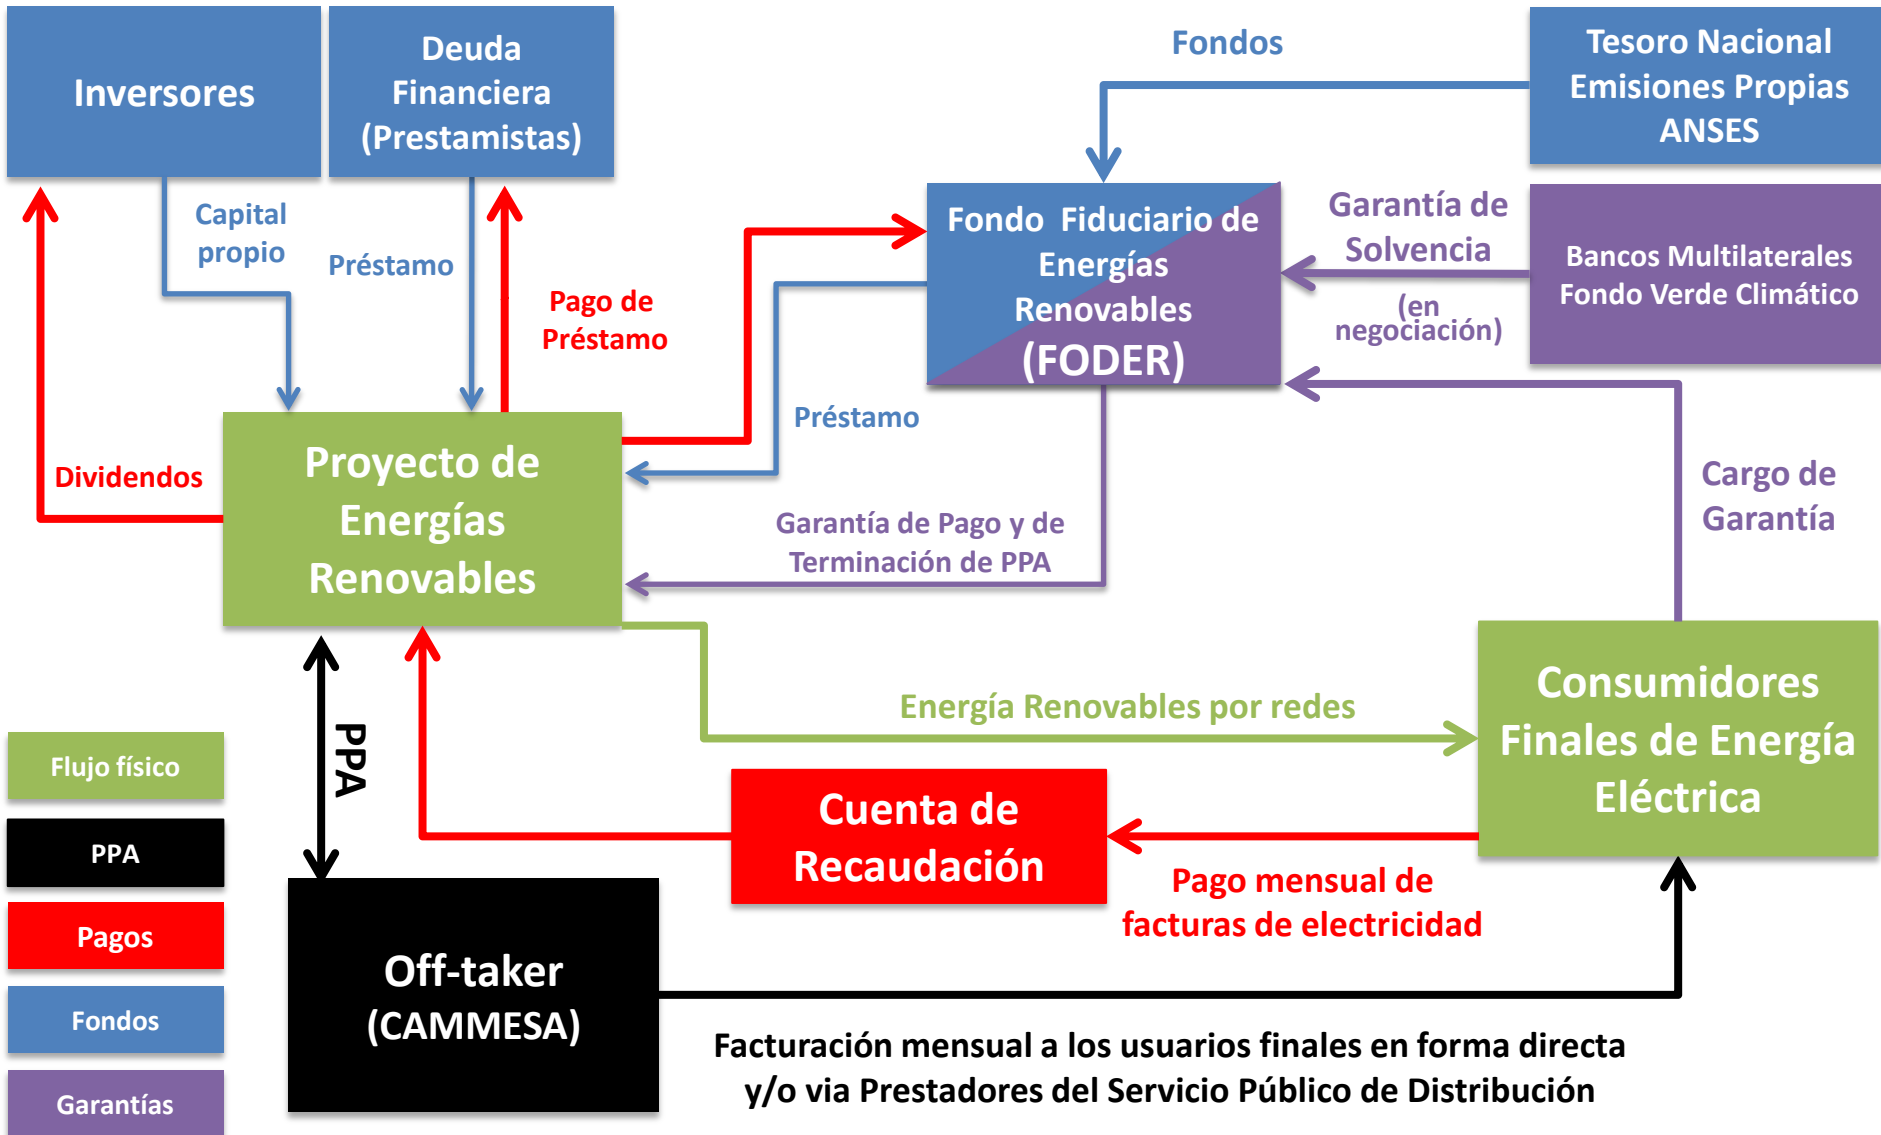 Inversores
Deuda
Financiera
(Prestamistas)
Fondos
Tesoro Nacional
Emisiones Propias
ANSES
Capital
propio
Préstamo
Pago de
Préstamo
Fondo Fiduciario de
Energías
Renovables
(FODER)
Garantía de
Solvencia
(en
negociación)
Bancos Multilaterales
Fondo Verde Climático
Préstamo
Dividendos
Proyecto de
Energías
Renovables
Garantía de Pago y de
Terminación de PPA
Cargo de
Garantía
Energía Renovables por redes
Consumidores
Finales de Energía
Eléctrica
PPA
Cuenta de
Recaudación
Pago mensual de
facturas de electricidad
Off-taker
(CAMMESA)
Facturación mensual a los usuarios finales en forma directa
y/o via Prestadores del Servicio Público de Distribución
Flujo físico
PPA
Pagos
Fondos
Garantías